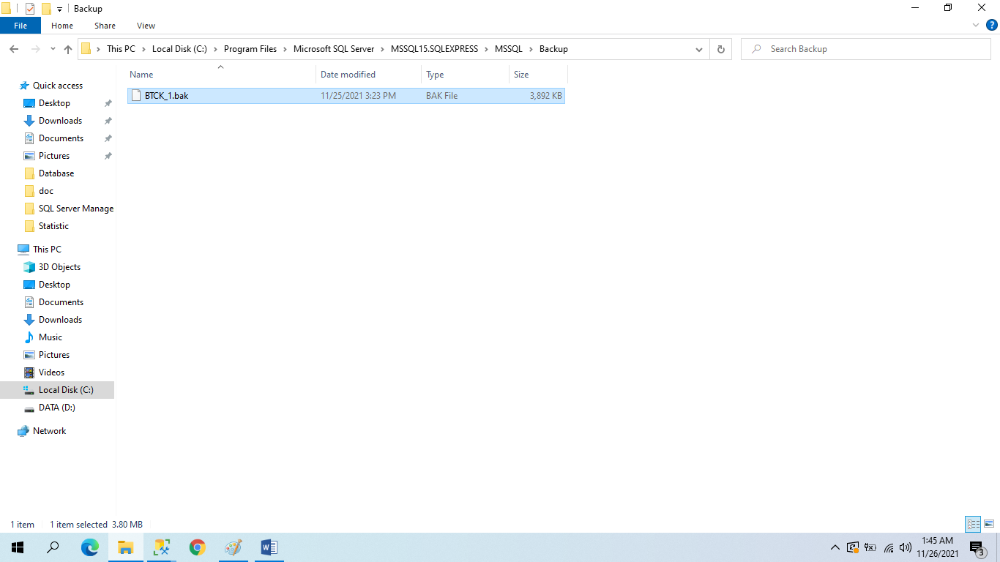 Backup
File Home Share View
This PC Local Disk (C:) Program Files Microsoft SQL Server MSSQL15.SQLEXPRESS MSSQL Backup
Search Backup
Name Date modified Type Size
BTCK_1.bak 11/25/2021 3:23 PM BAK File 3,892 KB
Quick access
Desktop
Downloads
Documents
Pictures
Database
doc
SQL Server Manage
Statistic
This PC
3D Objects
Desktop
Documents
Downloads
Music
Pictures
Videos
Local Disk (C:)
DATA (D:)
Network
1 item 1 item selected 3.80 MB
1:45 AM
11/26/2021
3